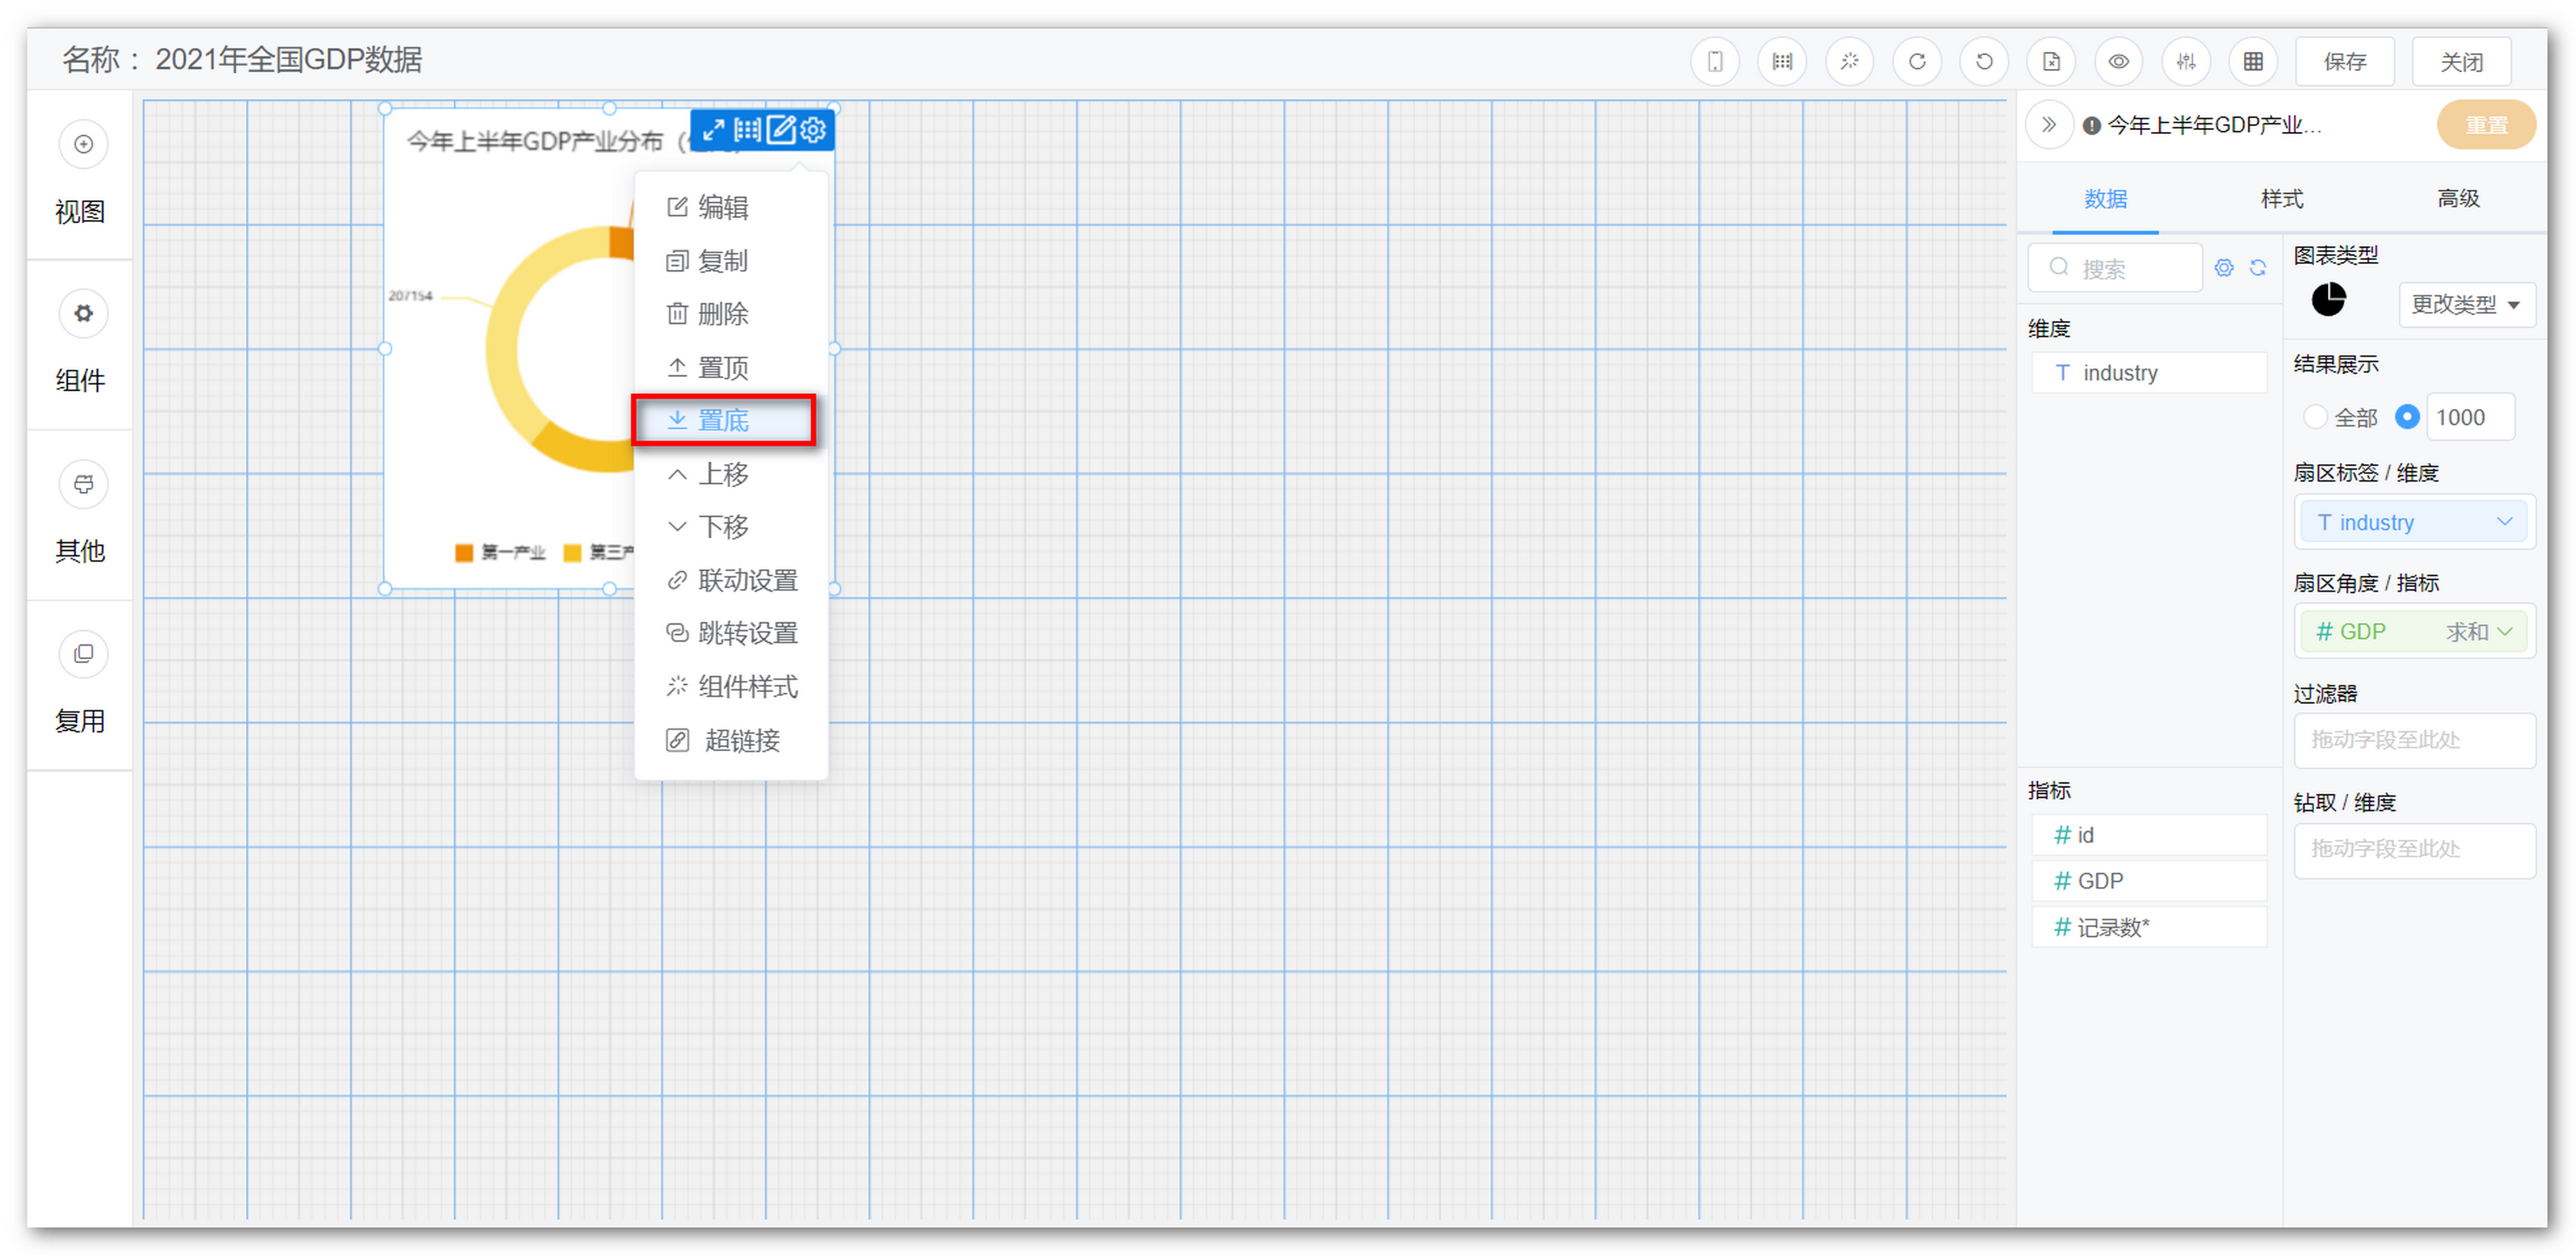 名称： 2021年全国GDP数据
保存
关闭
视图
组件
其他
复用
今年上半年GDP产业分布（
207154
第一产业
第三产
编辑
复制
删除
置顶
置底
上移
下移
联动设置
跳转设置
组件样式
超链接
今年上半年GDP产业...
重置
数据
样式
高级
搜索
维度
T industry
指标
# id
# GDP
# 记录数*
图表类型
更改类型
结果展示
全部
1000
扇区标签 / 维度
T industry
扇区角度 / 指标
# GDP 求和
过滤器
拖动字段至此处
钻取 / 维度
拖动字段至此处